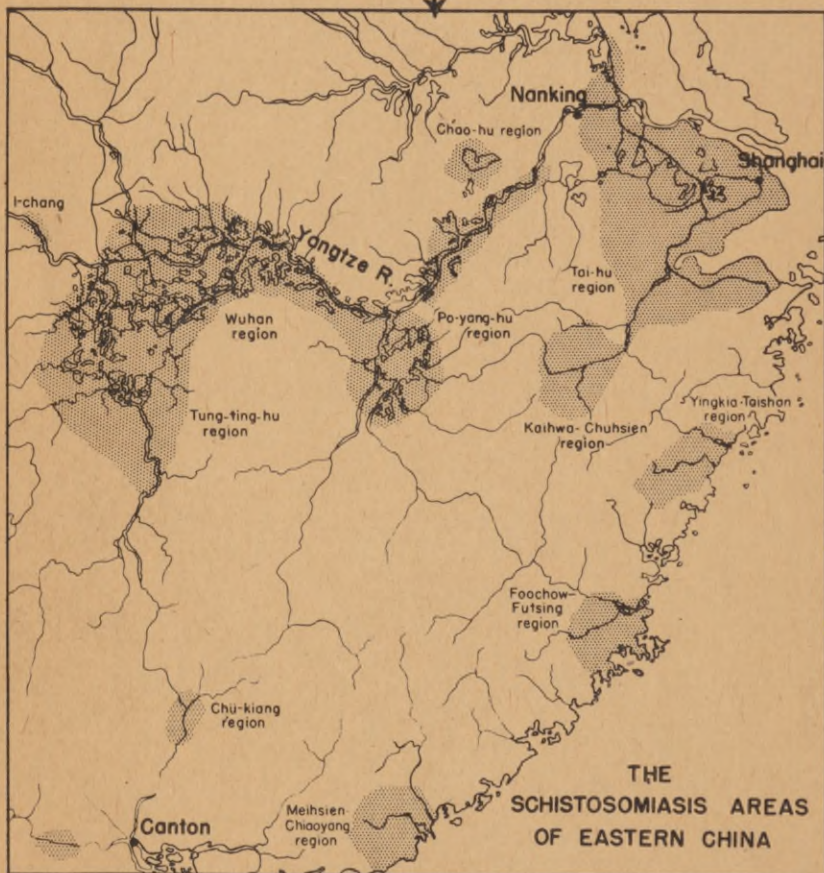 Nanking
Chao-hu region
Shanghai
I-chang
Yangtze R.
Tai-hu
region
Wuhan
region
Po-yang-hu
region
Tung-ting-hu
region
Kaihwa-Chuhsien
region
Yingkia-Taishan
region
Foochow-
Futsing
region
Chü-kiang
region
Meihsien-
Chiaoyang
region
Canton
THE
SCHISTOSOMIASIS AREAS
OF EASTERN CHINA